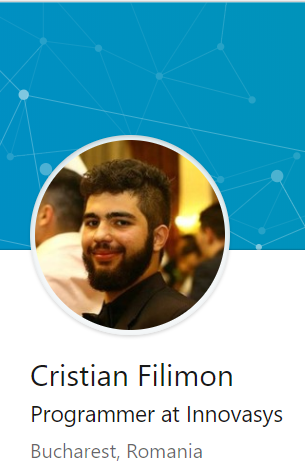 Cristian Filimon
Programmer at Innovasys
Bucharest, Romania